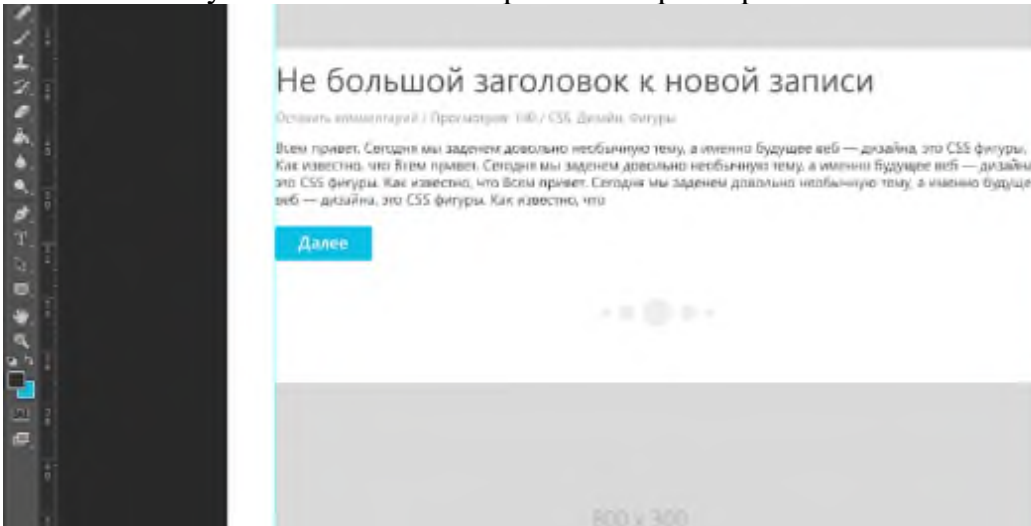 Не большой заголовок к новой записи
Оставить комментарий / Просмотров: 140 / CSS, Дизайн, Фигуры
Всем привет. Сегодня мы заденем довольно необычную тему, а именно будущее веб — дизайна, это CSS фигуры.
Как известно, что Всем привет. Сегодня мы заденем довольно необычную тему, а именно будущее веб — дизайна
это CSS фигуры. Как известно, что Всем привет. Сегодня мы заденем довольно необычную тему, а именно будуще
веб — дизайна, это CSS фигуры. Как известно, что
Далее
800 x 300